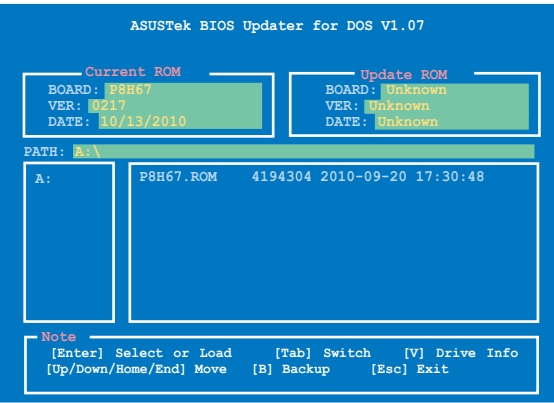 ASUSTek BIOS Updater for DOS V1.07
Current ROM
BOARD: P8H67
VER: 0217
DATE: 10/13/2010
Update ROM
BOARD: Unknown
VER: Unknown
DATE: Unknown
PATH: A:\
A:
P8H67.ROM 4194304 2010-09-20 17:30:48
Note
[Enter] Select or Load [Tab] Switch [V] Drive Info
[Up/Down/Home/End] Move [B] Backup [Esc] Exit